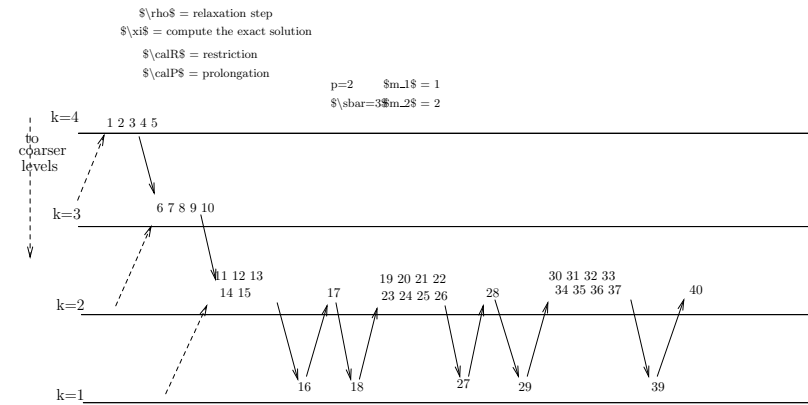 $\rho$ = relaxation step
$\xi$ = compute the exact solution
$\calR$ = restriction
$\calP$ = prolongation
p=2 $m_1$ = 1
$\sbar=3$ $m_2$ = 2
k=4
1 2 3 4 5
to
coarser
levels
6 7 8 9 10
k=3
11 12 13
14 15
17
19 20 21 22
23 24 25 26
28
30 31 32 33
34 35 36 37
40
k=2
16
18
27
29
39
k=1